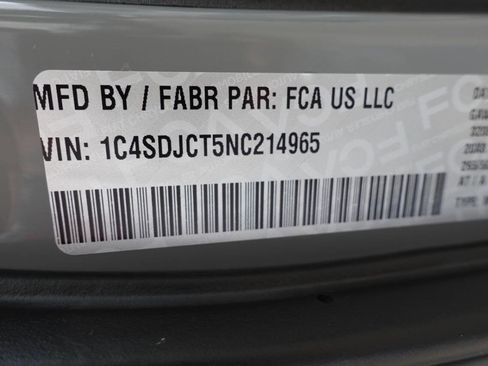 MFD BY / FABR PAR: FCA US LLC
VIN: 1C4SDJCT5NC214965